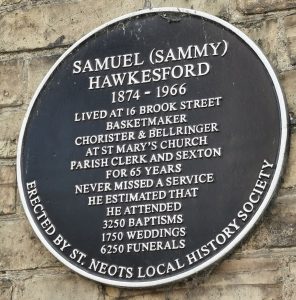 SAMUEL (SAMMY)
HAWKESFORD
1874 - 1966
LIVED AT 16 BROOK STREET
BASKETMAKER
CHORISTER & BELLRINGER
AT ST MARY'S CHURCH
PARISH CLERK AND SEXTON
FOR 65 YEARS
NEVER MISSED A SERVICE
HE ESTIMATED THAT
HE ATTENDED
3250 BAPTISMS
1750 WEDDINGS
6250 FUNERALS
ERECTED BY ST. NEOTS LOCAL HISTORY SOCIETY